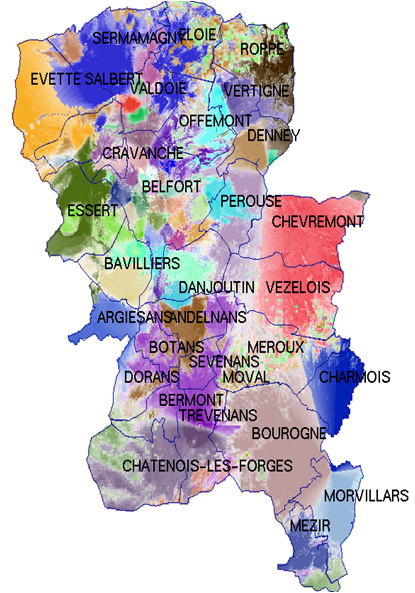 SERMAMAGNY
ELOIE
ROPPE
EVETTE SALBERT
VALDOIE
VERTIGNE
OFFEMONT
DENNEY
CRAVANCHE
BELFORT
PEROUSE
ESSERT
CHEVREMONT
BAVILLIERS
DANJOUTIN
VEZELOIS
ARGIESANS
ANDELNANS
BOTANS
MEROUX
SEVENANS
DORANS
MOVAL
CHARMOIS
BERMONT
TREVENANS
BOUROGNE
CHATENOIS-LES-FORGES
MORVILLARS
MEZIR